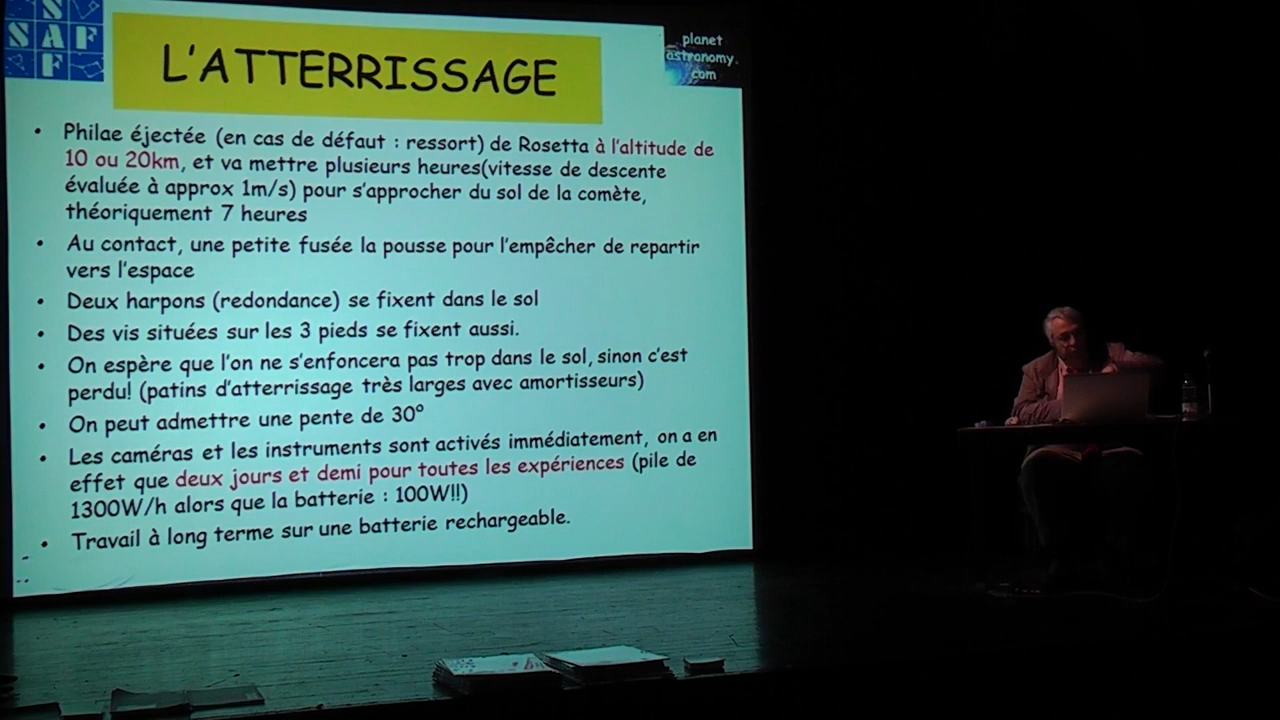 S
SAF
F
L'ATTERRISSAGE
planet
astronomy.
com
• Philae éjectée (en cas de défaut : ressort) de Rosetta à l'altitude de
10 ou 20km, et va mettre plusieurs heures(vitesse de descente
évaluée à approx 1m/s) pour s'approcher du sol de la comète,
théoriquement 7 heures
• Au contact, une petite fusée la pousse pour l'empêcher de repartir
vers l'espace
• Deux harpons (redondance) se fixent dans le sol
• Des vis situées sur les 3 pieds se fixent aussi.
• On espère que l'on ne s'enfoncera pas trop dans le sol, sinon c'est
perdu! (patins d'atterrissage très larges avec amortisseurs)
• On peut admettre une pente de 30°
• Les caméras et les instruments sont activés immédiatement, on a en
effet que deux jours et demi pour toutes les expériences (pile de
1300W/h alors que la batterie : 100W!!)
• Travail à long terme sur une batterie rechargeable.